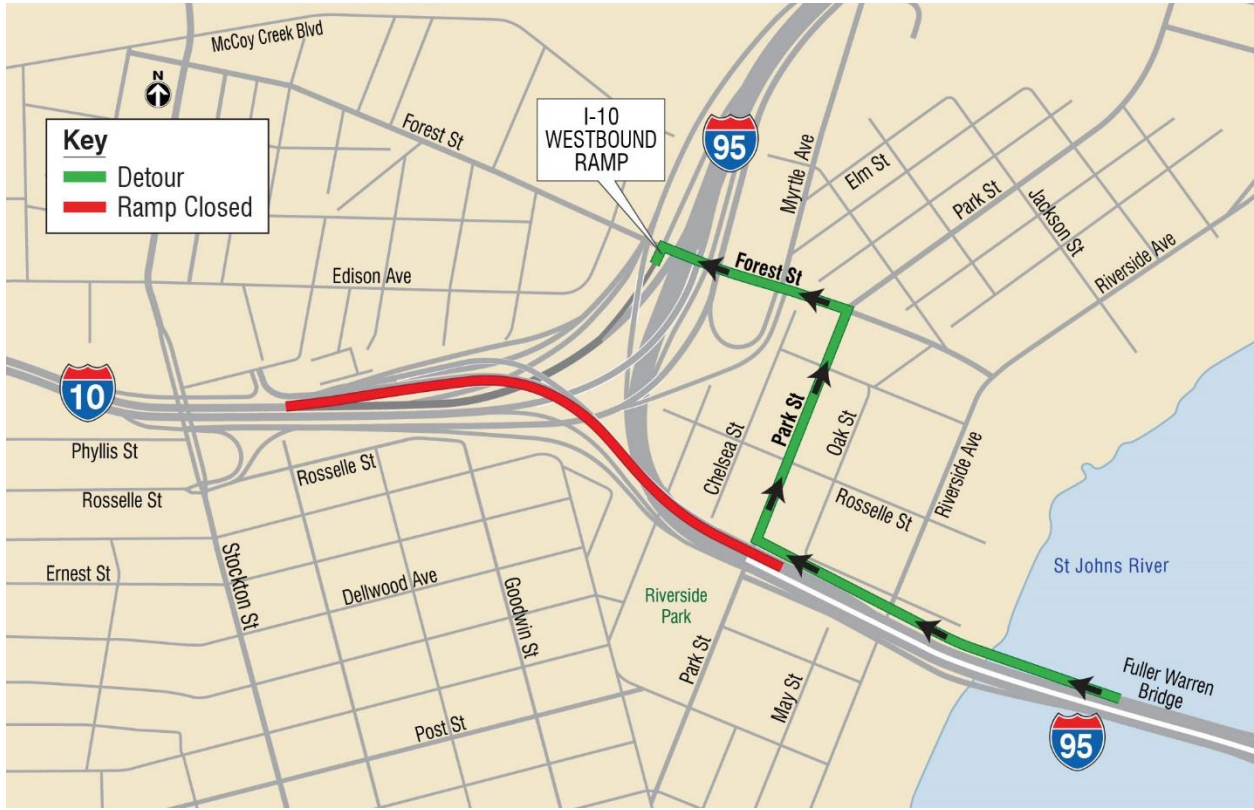 McCoy Creek Blvd
N
Key
Detour
Ramp Closed
Forest St
I-10
WESTBOUND
RAMP
95
Myrtle Ave
Elm St
Park St
Jackson St
Riverside Ave
Edison Ave
Forest St
10
Phyllis St
Rosselle St
Rosselle St
Chelsea St
Park St
Oak St
Rosselle St
Riverside Ave
Ernest St
Stockton St
Dellwood Ave
Goodwin St
Riverside
Park
St Johns River
Park St
May St
Post St
Fuller Warren
Bridge
95